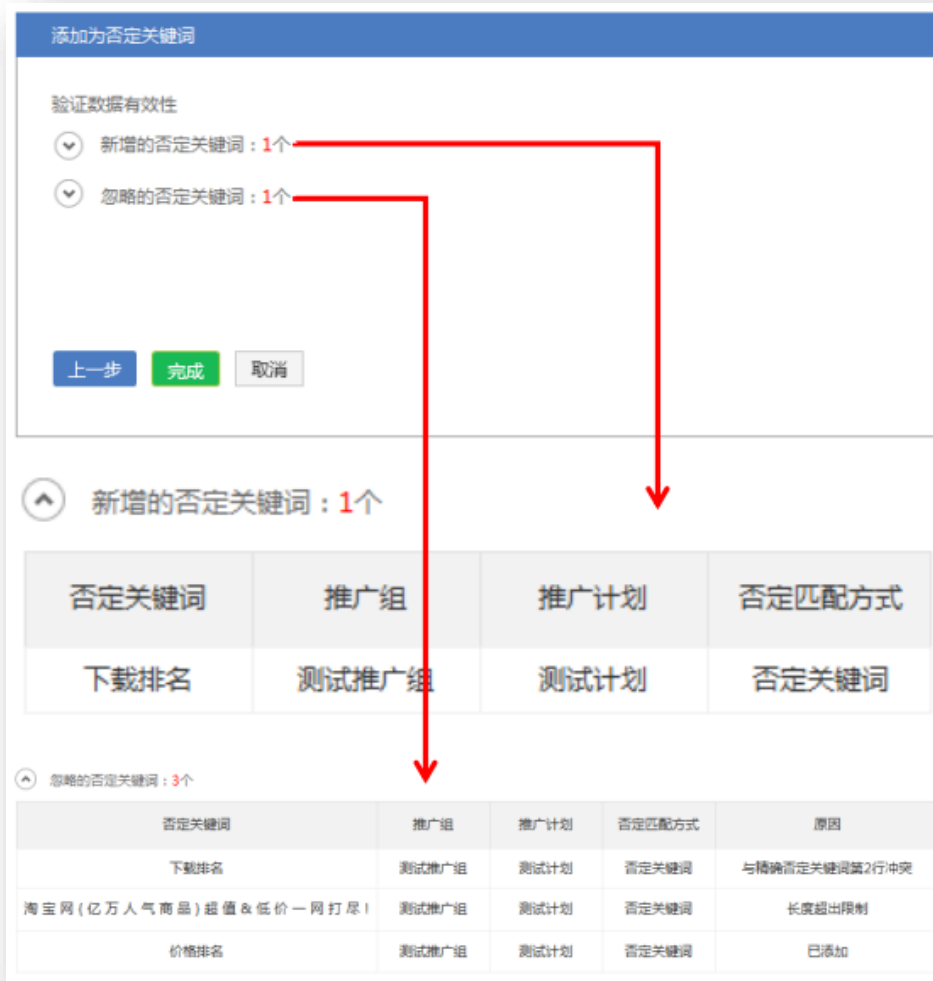 添加为否定关键词
验证数据有效性
新增的否定关键词：1个
忽略的否定关键词：1个
上一步 完成 取消
新增的否定关键词：1个
否定关键词 推广组 推广计划 否定匹配方式
下载排名 测试推广组 测试计划 否定关键词
忽略的否定关键词：3个
否定关键词 推广组 推广计划 否定匹配方式 原因
下载排名 测试推广组 测试计划 否定关键词 与精确否定关键词第2行冲突
淘宝网(亿万人气商品)超值&低价一网打尽! 测试推广组 测试计划 否定关键词 长度超出限制
价格排名 测试推广组 测试计划 否定关键词 已添加